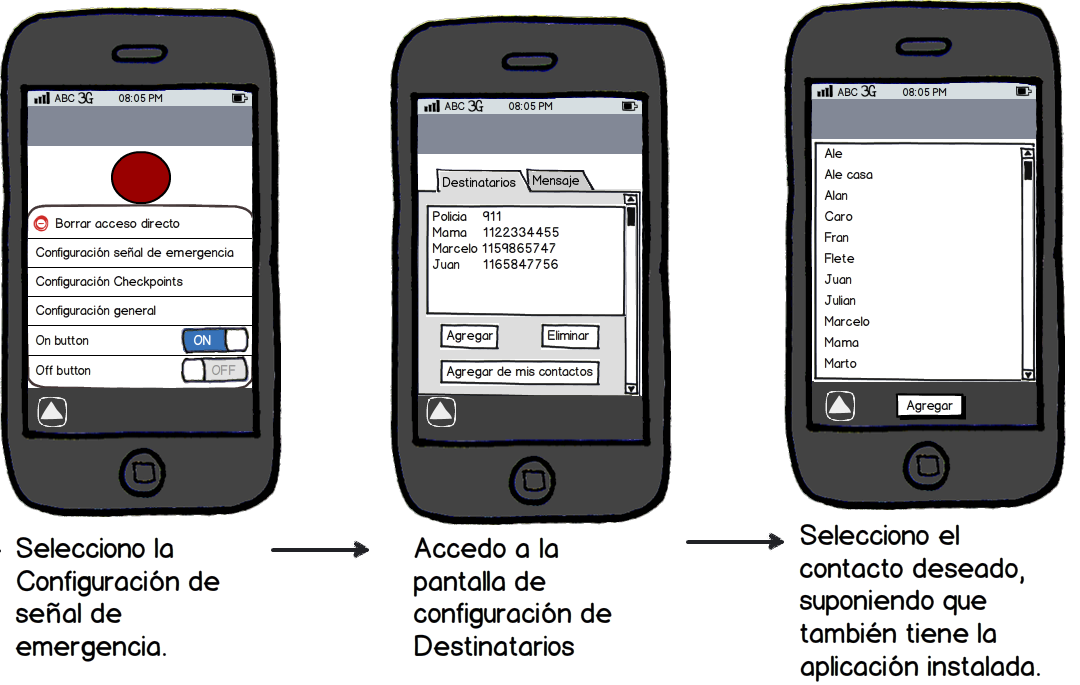 ABC 3G 08:05 PM
Borrar acceso directo
Configuración señal de emergencia
Configuración Checkpoints
Configuración general
On button ON
Off button OFF
Selecciono la
Configuración de
señal de
emergencia.
ABC 3G 08:05 PM
Destinatarios Mensaje
Policia 911
Mama 1122334455
Marcelo 1159865747
Juan 1165847756
Agregar Eliminar
Agregar de mis contactos
Accedo a la
pantalla de
configuración de
Destinatarios
ABC 3G 08:05 PM
Ale
Ale casa
Alan
Caro
Fran
Flete
Juan
Julian
Marcelo
Mama
Marto
Agregar
Selecciono el
contacto deseado,
suponiendo que
también tiene la
aplicación instalada.